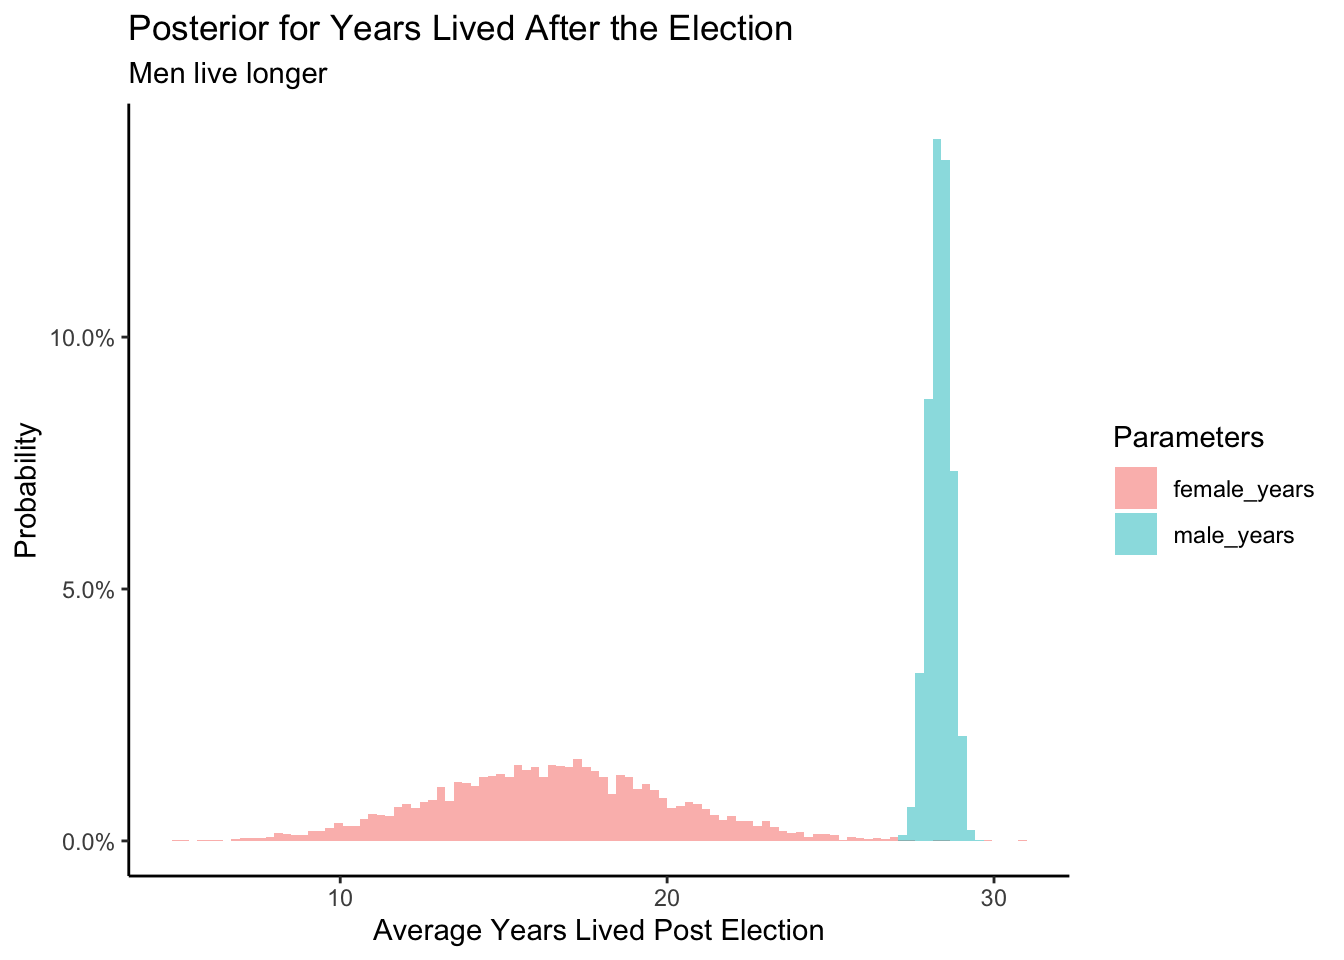 Posterior for Years Lived After the Election
Men live longer
10.0%
5.0%
0.0%
Probability
10
20
30
Average Years Lived Post Election
Parameters
female_years
male_years